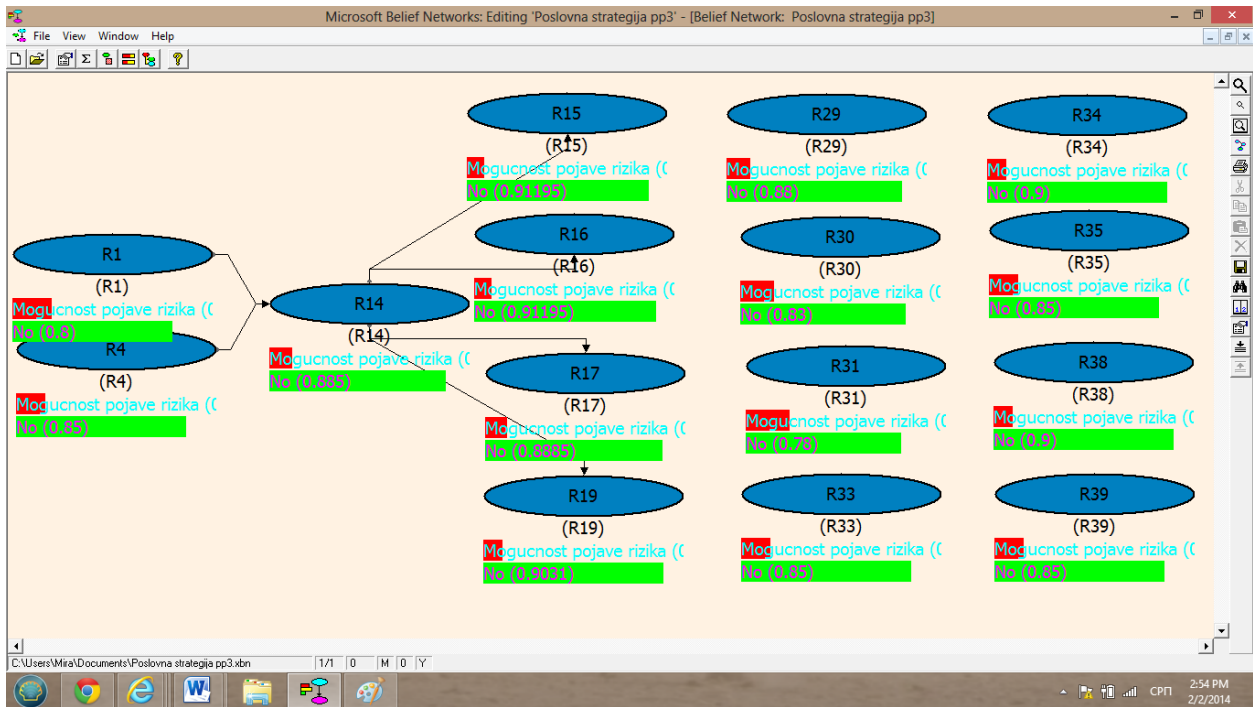 Microsoft Belief Networks: Editing 'Poslovna strategija pp3' - [Belief Network: Poslovna strategija pp3]
File View Window Help
R1
(R1)
Mogucnost pojave rizika ((
No (0.8)
R4
(R4)
Mogucnost pojave rizika ((
No (0.85)
R14
(R14)
Mogucnost pojave rizika ((
No (0.885)
R15
(R15)
Mogucnost pojave rizika ((
No (0.91195)
R16
(R16)
Mogucnost pojave rizika ((
No (0.91195)
R17
(R17)
Mogucnost pojave rizika ((
No (0.8885)
R19
(R19)
Mogucnost pojave rizika ((
No (0.9031)
R29
(R29)
Mogucnost pojave rizika ((
No (0.88)
R30
(R30)
Mogucnost pojave rizika ((
No (0.83)
R31
(R31)
Mogucnost pojave rizika ((
No (0.78)
R33
(R33)
Mogucnost pojave rizika ((
No (0.85)
R34
(R34)
Mogucnost pojave rizika ((
No (0.9)
R35
(R35)
Mogucnost pojave rizika ((
No (0.85)
R38
(R38)
Mogucnost pojave rizika ((
No (0.9)
R39
(R39)
Mogucnost pojave rizika ((
No (0.85)
C:\Users\Mira\Documents\Poslovna strategija pp3.xbn 1/1 0 M 0 Y
СРП
2:54 PM
2/2/2014